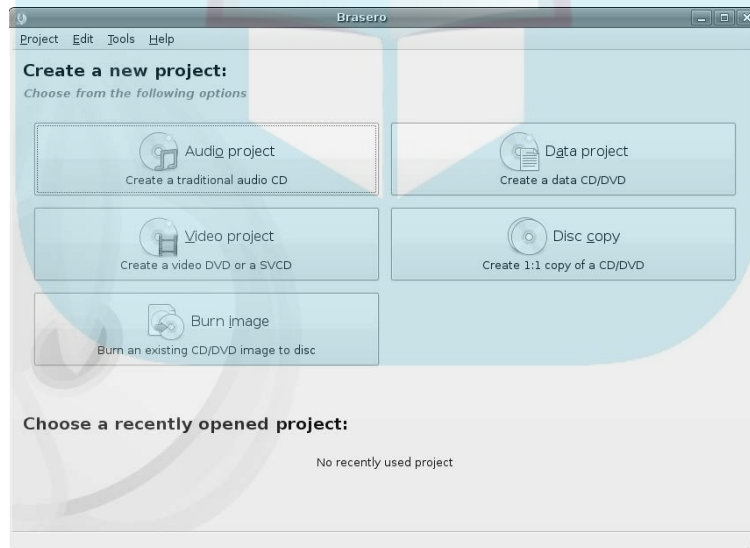 Brasero
Project Edit Tools Help
Create a new project:
Choose from the following options
Audio project
Create a traditional audio CD
Data project
Create a data CD/DVD
Video project
Create a video DVD or a SVCD
Disc copy
Create 1:1 copy of a CD/DVD
Burn image
Burn an existing CD/DVD image to disc
Choose a recently opened project:
No recently used project